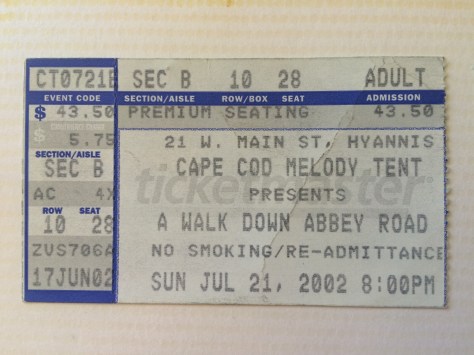 CT0721E SEC B 10 28 ADULT
EVENT CODE SECTION/AISLE ROW/BOX SEAT ADMISSION
$ 43.50 PREMIUM SEATING 43.50
$ 5.75 21 W. MAIN ST, HYANNIS
SECTION/AISLE
SEC B CAPE COD MELODY TENT
ticketmaster
AC 4X PRESENTS
ROW SEAT
10 28 A WALK DOWN ABBEY ROAD
ZVS706A NO SMOKING/RE-ADMITTANCE
17JUN02 SUN JUL 21, 2002 8:00PM